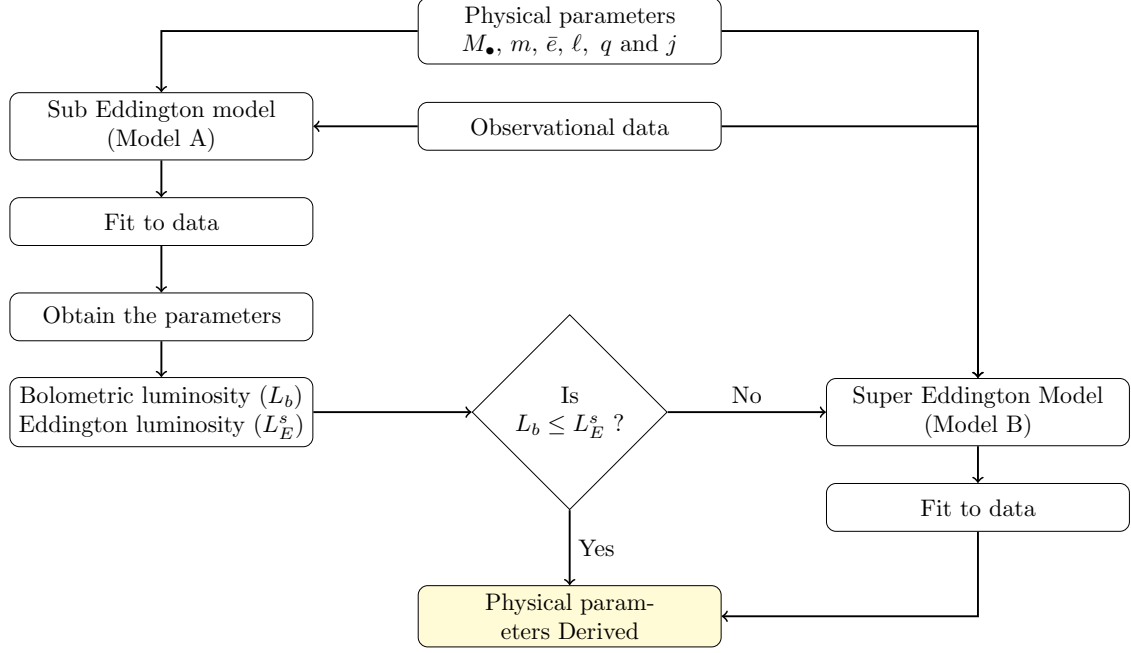 Physical parameters
M●, m, ē, ℓ, q and j
Sub Eddington model
(Model A)
Observational data
Fit to data
Obtain the parameters
Bolometric luminosity (L_b)
Eddington luminosity (L_E^s)
Is
L_b ≤ L_E^s ?
No
Super Eddington Model
(Model B)
Fit to data
Yes
Physical param-
eters Derived